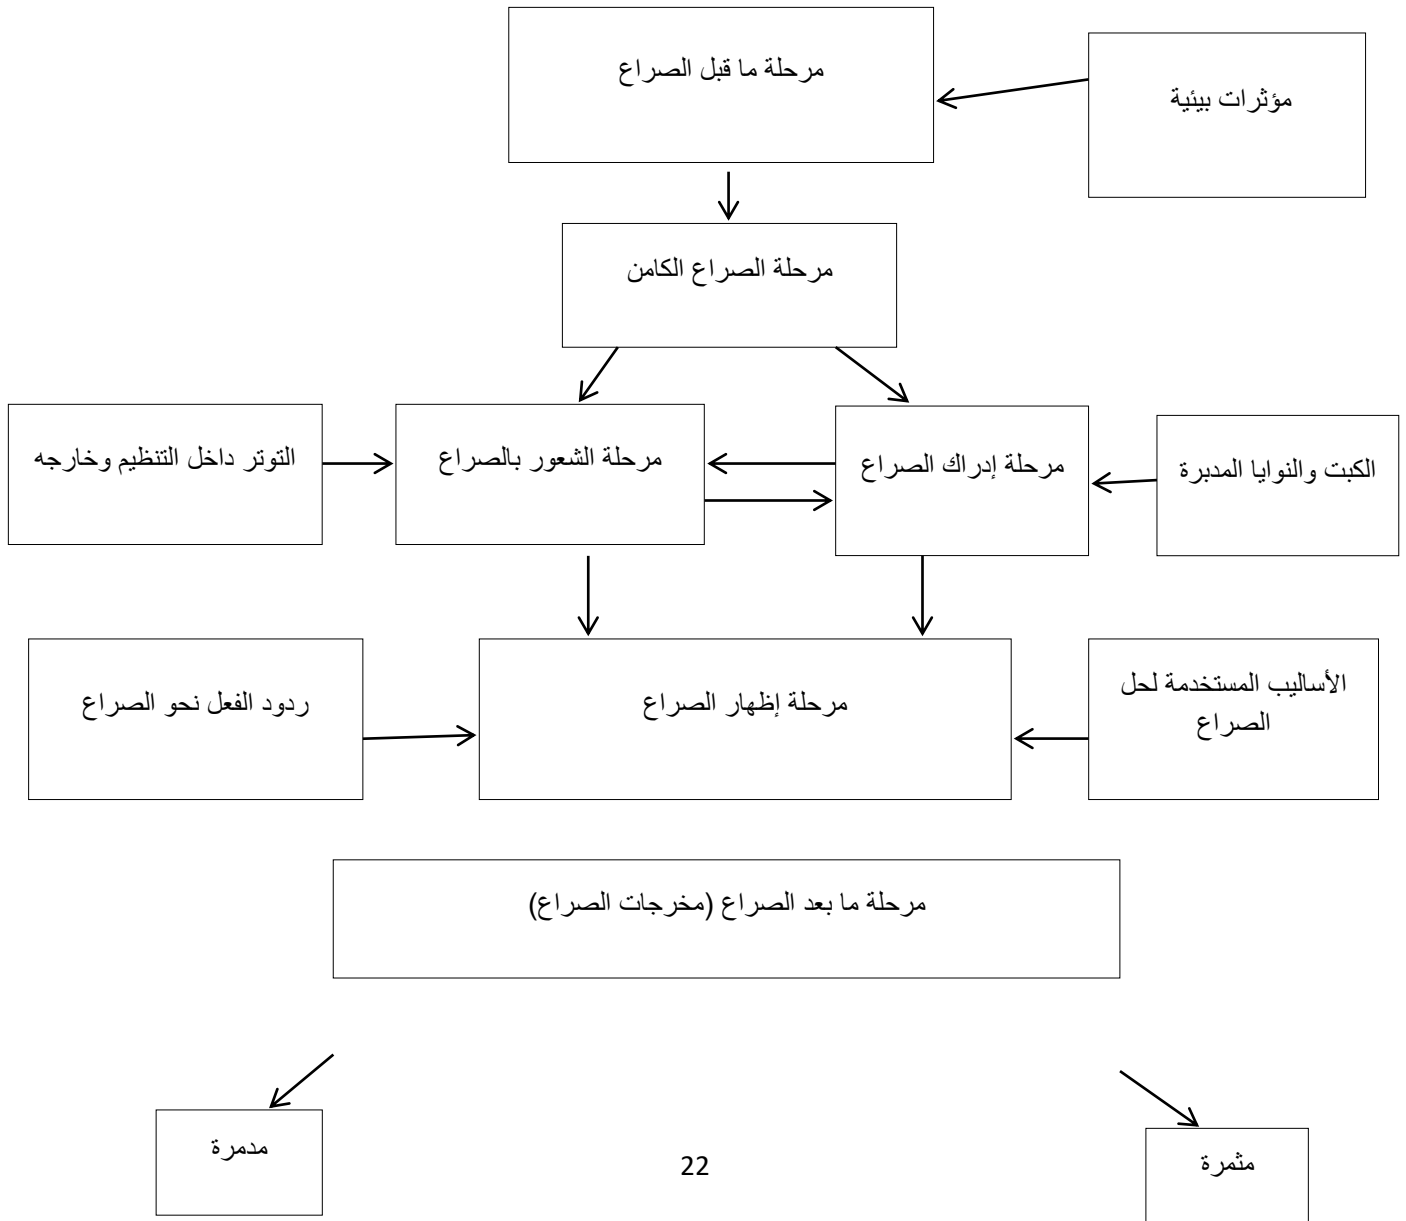 مرحلة ما قبل الصراع
مؤثرات بيئية
مرحلة الصراع الكامن
الكبت والنوايا المدبرة
مرحلة إدراك الصراع
مرحلة الشعور بالصراع
التوتر داخل التنظيم وخارجه
الأساليب المستخدمة لحل
الصراع
مرحلة إظهار الصراع
ردود الفعل نحو الصراع
مرحلة ما بعد الصراع (مخرجات الصراع)
مثمرة
مدمرة
22